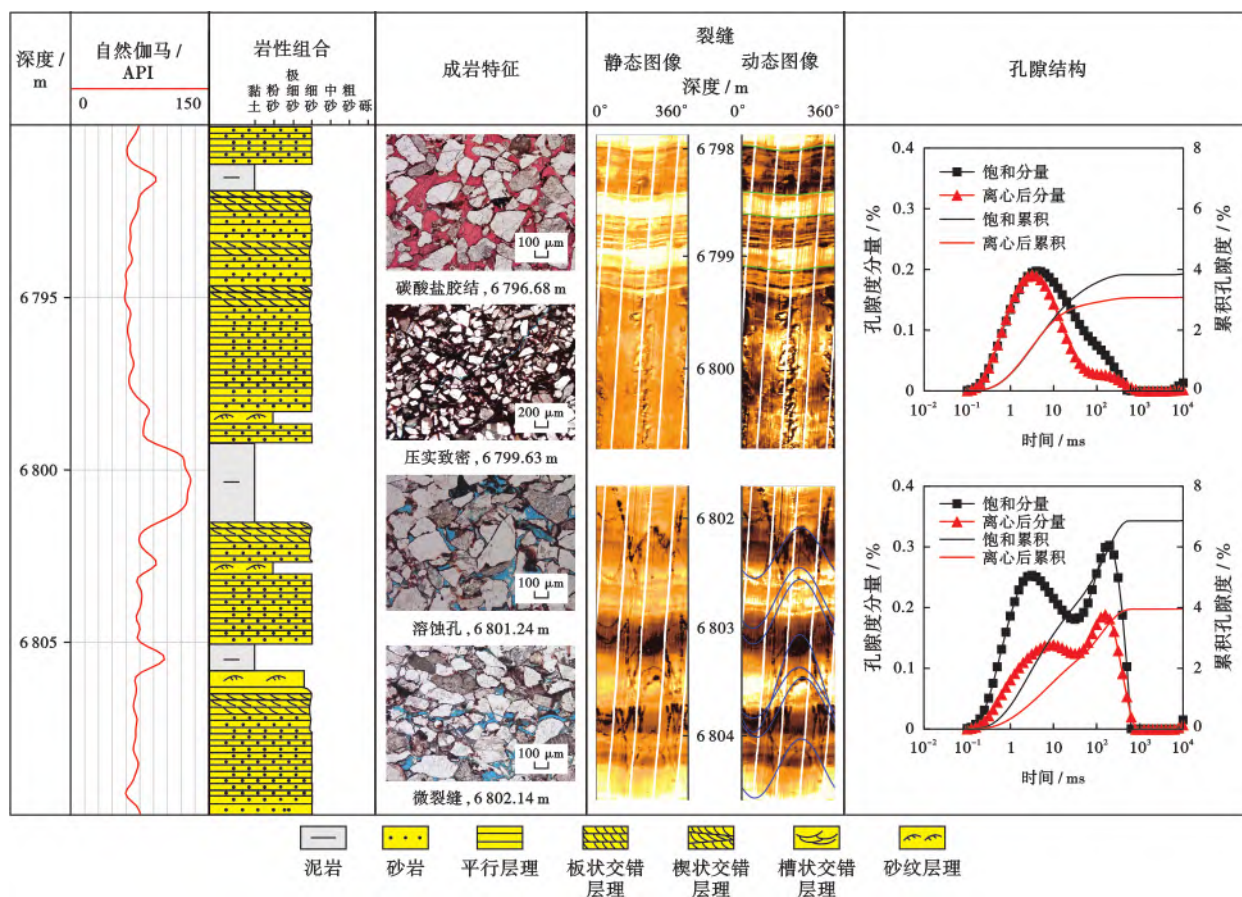 深度 / m
自然伽马 / API
0 150
岩性组合
黏土 粉砂 极细砂 细砂 中砂 粗砂 砾
成岩特征
裂缝
静态图像 动态图像
深度 / m
0° 360° 0° 360°
孔隙结构
6 795
6 800
6 805
100 μm
碳酸盐胶结, 6 796.68 m
200 μm
压实致密, 6 799.63 m
100 μm
溶蚀孔, 6 801.24 m
100 μm
微裂缝, 6 802.14 m
6 798
6 799
6 800
6 802
6 803
6 804
孔隙度分量 / %
0.4
0.3
0.2
0.1
0
饱和分量
离心后分量
饱和累积
离心后累积
8
6
4
2
0
累积孔隙度 / %
10⁻² 10⁻¹ 1 10 10² 10³ 10⁴
时间 / ms
孔隙度分量 / %
0.4
0.3
0.2
0.1
0
饱和分量
离心后分量
饱和累积
离心后累积
8
6
4
2
0
累积孔隙度 / %
10⁻² 10⁻¹ 1 10 10² 10³ 10⁴
时间 / ms
泥岩 砂岩 平行层理 板状交错层理 楔状交错层理 槽状交错层理 砂纹层理